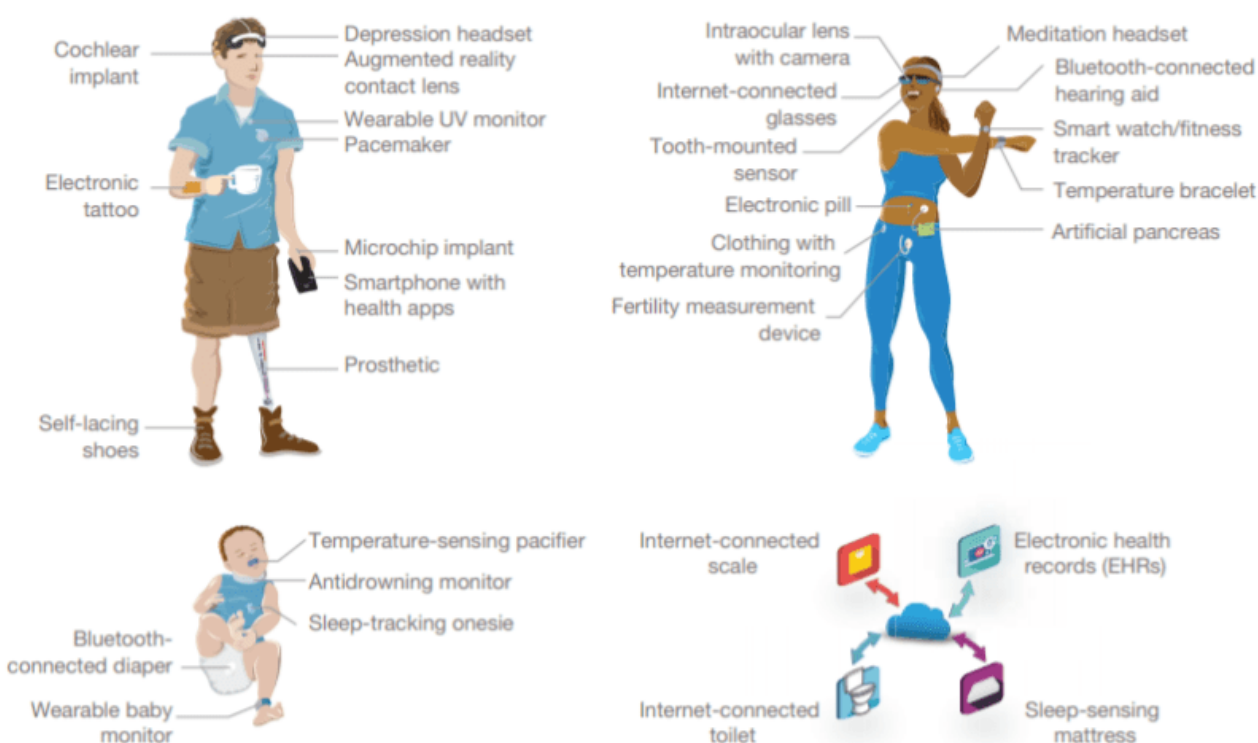 Cochlear
implant
Electronic
tattoo
Self-lacing
shoes
Depression headset
Augmented reality
contact lens
Wearable UV monitor
Pacemaker
Microchip implant
Smartphone with
health apps
Prosthetic
Intraocular lens
with camera
Internet-connected
glasses
Tooth-mounted
sensor
Electronic pill
Clothing with
temperature monitoring
Fertility measurement
device
Meditation headset
Bluetooth-connected
hearing aid
Smart watch/fitness
tracker
Temperature bracelet
Artificial pancreas
Bluetooth-
connected diaper
Wearable baby
monitor
Temperature-sensing pacifier
Antidrowning monitor
Sleep-tracking onesie
Internet-connected
scale
Internet-connected
toilet
Electronic health
records (EHRs)
Sleep-sensing
mattress